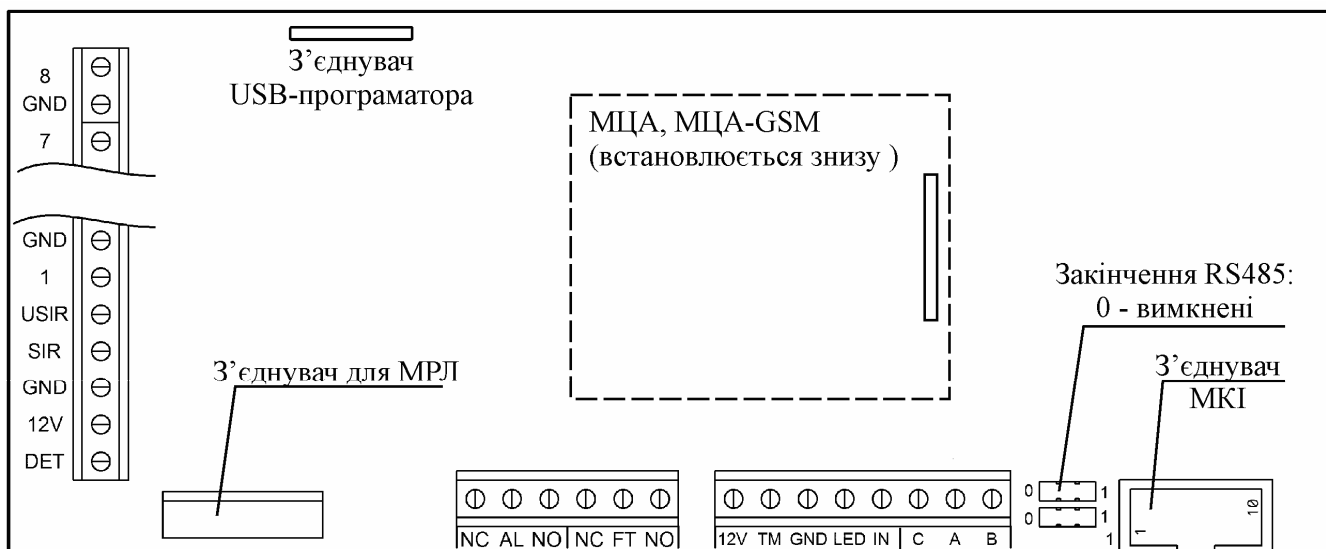 З’єднувач
USB-програматора
8
GND
7
GND
1
USIR
SIR
GND
12V
DET
МЦА, МЦА-GSM
(встановлюється знизу )
Закінчення RS485:
0 - вимкнені
З’єднувач для МРЛ
З’єднувач
МКІ
0 1
0 1
1
1
10
NC AL NO NC FT NO
12V TM GND LED IN C A B